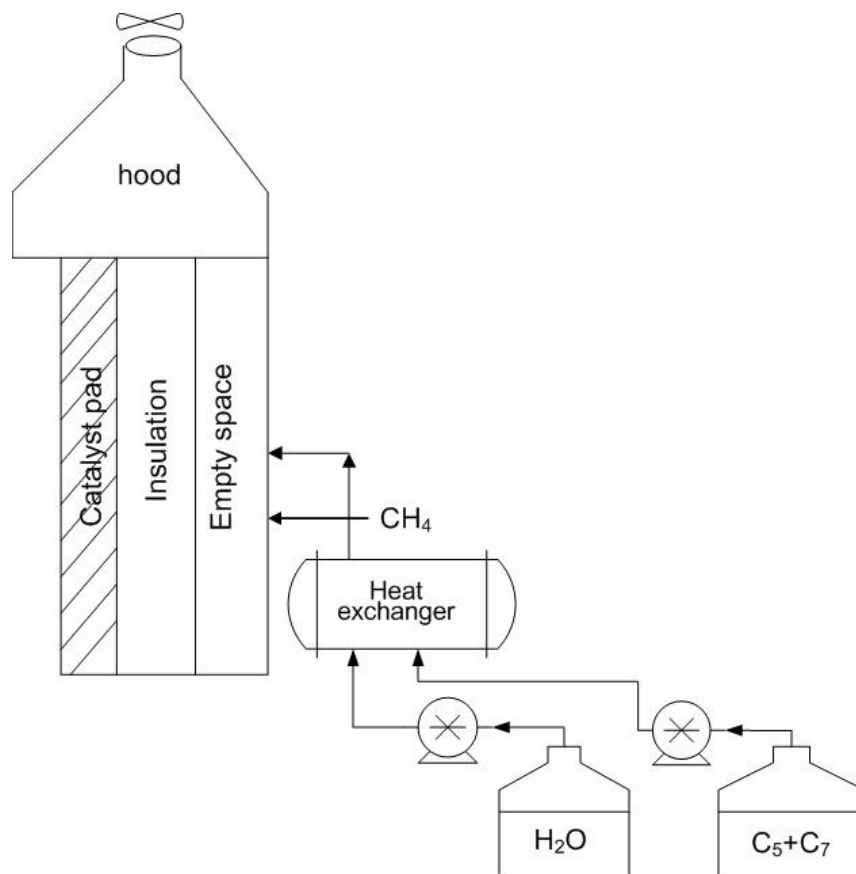 hood
Catalyst pad
Insulation
Empty space
CH₄
Heat
exchanger
H₂O
C₅+C₇